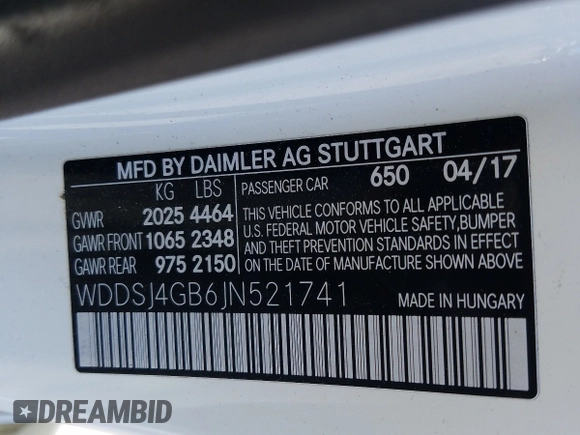 MFD BY DAIMLER AG STUTTGART
KG LBS
GVWR 2025 4464
GAWR FRONT 1065 2348
GAWR REAR 975 2150
PASSENGER CAR 650 04/17
THIS VEHICLE CONFORMS TO ALL APPLICABLE
U.S. FEDERAL MOTOR VEHICLE SAFETY, BUMPER
AND THEFT PREVENTION STANDARDS IN EFFECT
ON THE DATE OF MANUFACTURE SHOWN ABOVE.
WDDSJ4GB6JN521741 MADE IN HUNGARY
DREAMBID